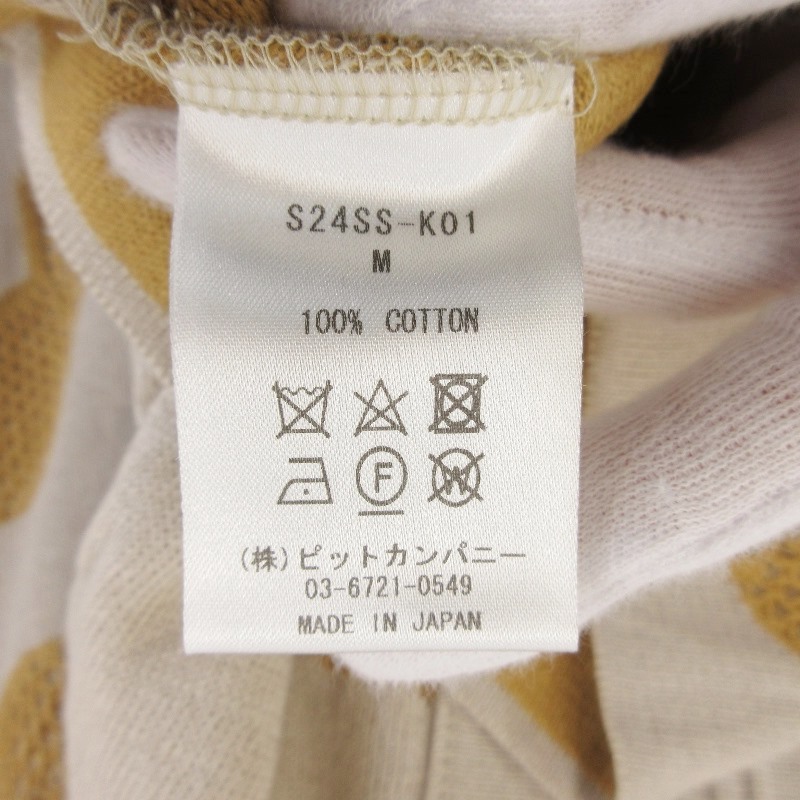 S24SS-K01
M
100% COTTON
F W
(株)ピットカンパニー
03-6721-0549
MADE IN JAPAN